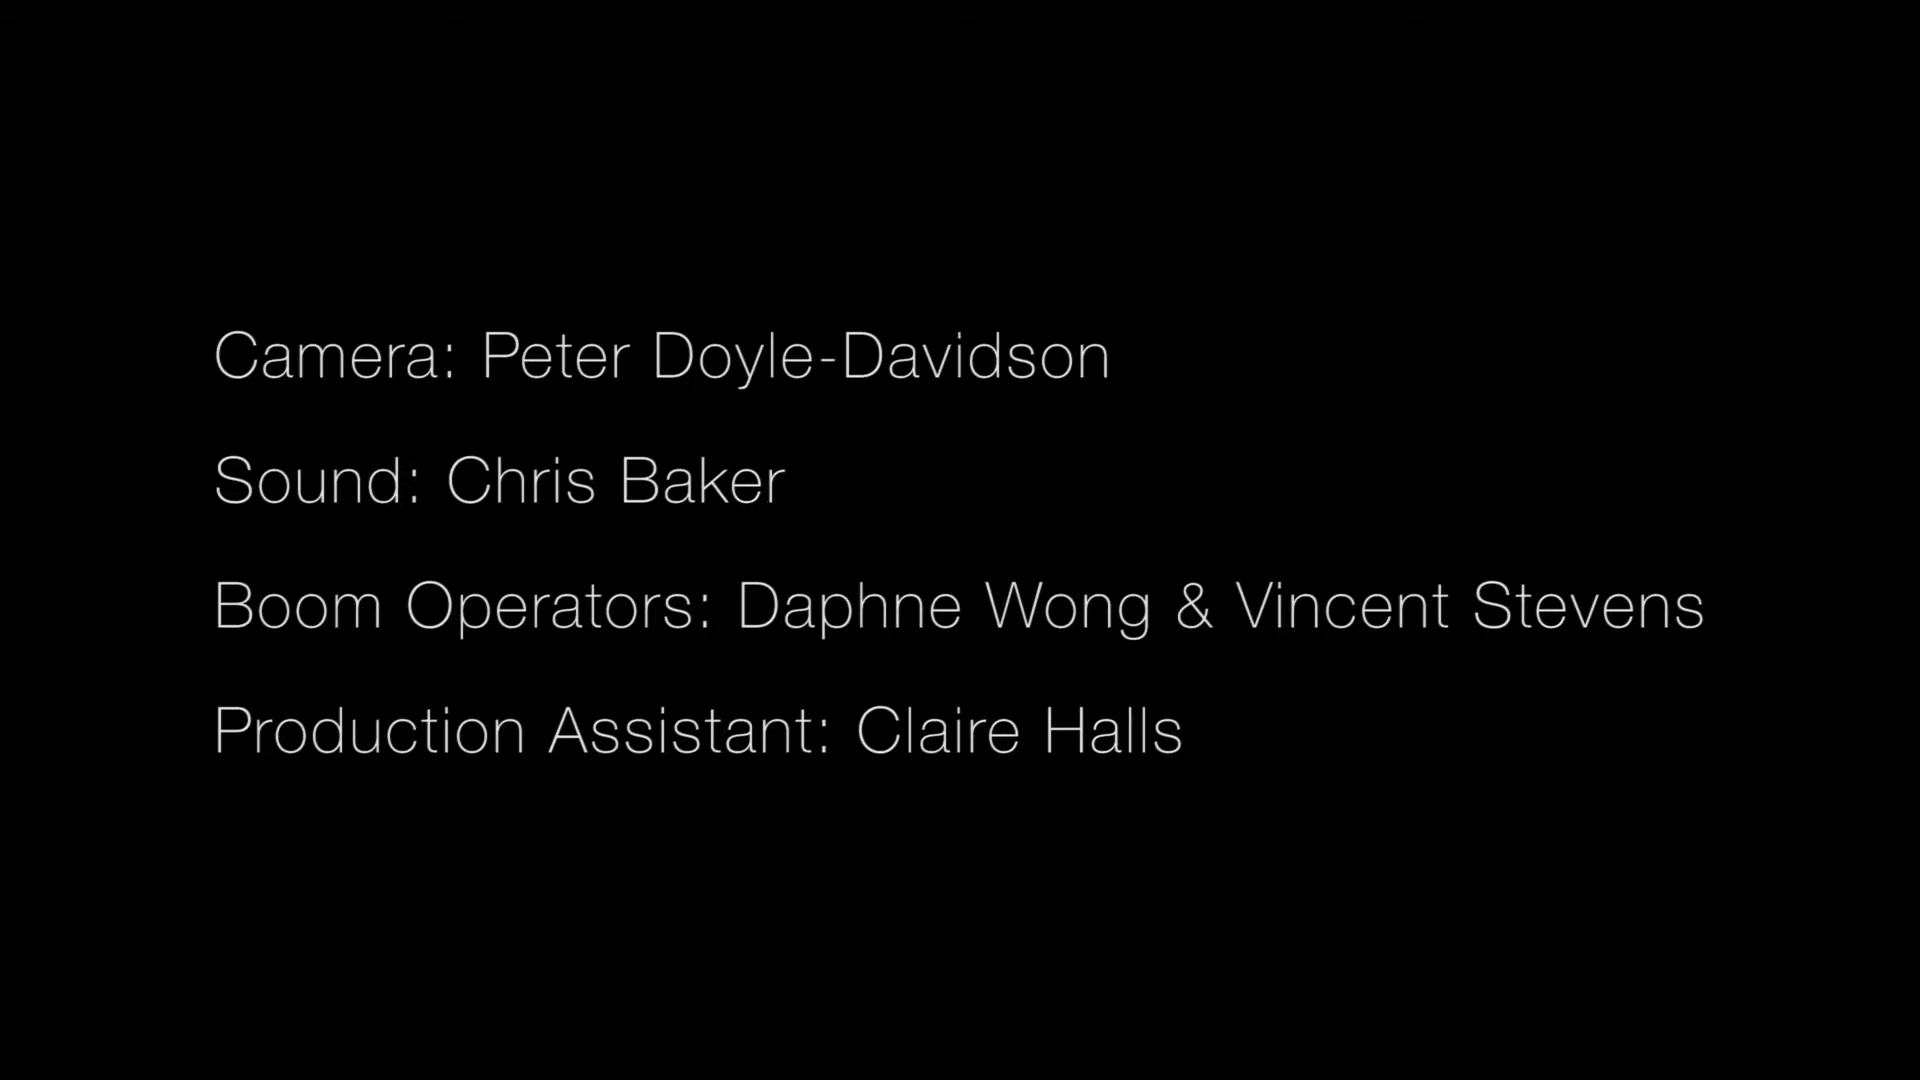 Camera: Peter Doyle-Davidson
Sound: Chris Baker
Boom Operators: Daphne Wong & Vincent Stevens
Production Assistant: Claire Halls